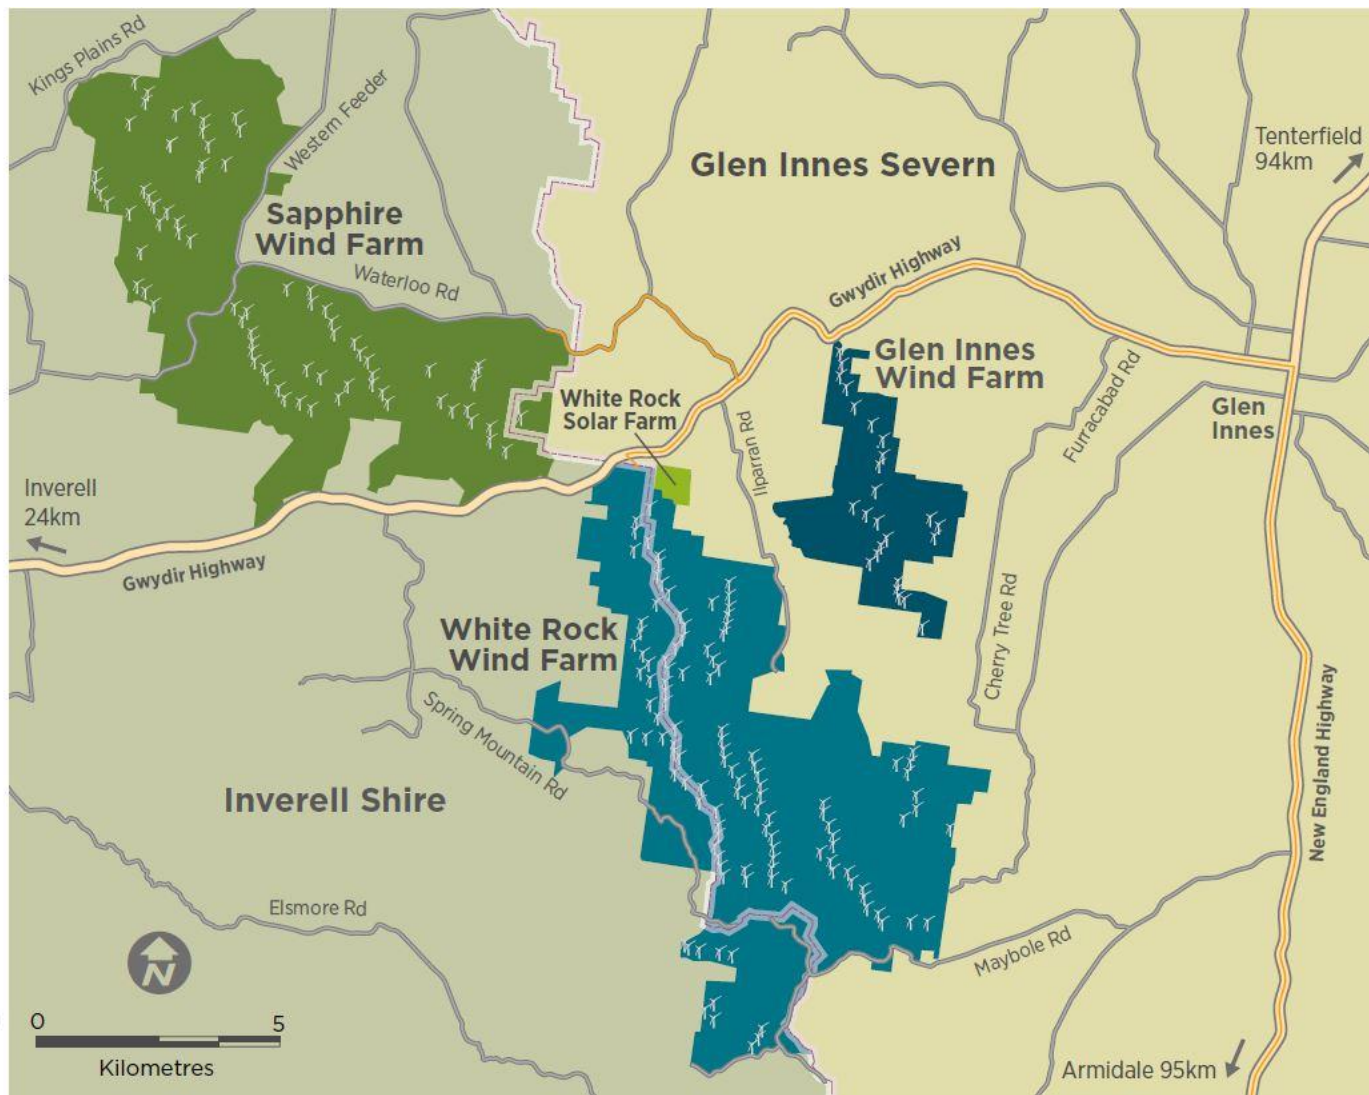 Kings Plains Rd
Western Feeder
Glen Innes Severn
Tenterfield
94km
Sapphire
Wind Farm
Waterloo Rd
Gwydir Highway
Glen Innes
Wind Farm
Furracabad Rd
White Rock
Solar Farm
Ilparran Rd
Glen
Innes
Inverell
24km
Gwydir Highway
White Rock
Wind Farm
Cherry Tree Rd
Spring Mountain Rd
New England Highway
Inverell Shire
Elsmore Rd
Maybole Rd
N
0 5
Kilometres
Armidale 95km